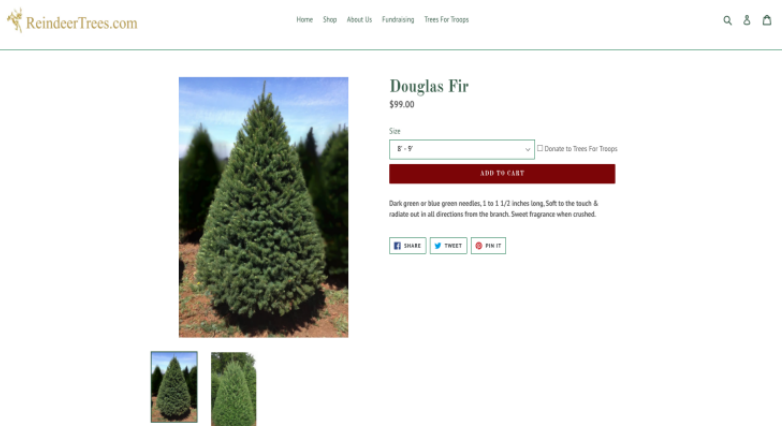 ReindeerTrees.com
Home Shop About Us Fundraising Trees For Troops
Douglas Fir
$99.00
Size
8' - 9'
Donate to Trees For Troops
ADD TO CART
Dark green or blue green needles, 1 to 1 1/2 inches long, Soft to the touch &
radiate out in all directions from the branch. Sweet fragrance when crushed.
SHARE TWEET PIN IT